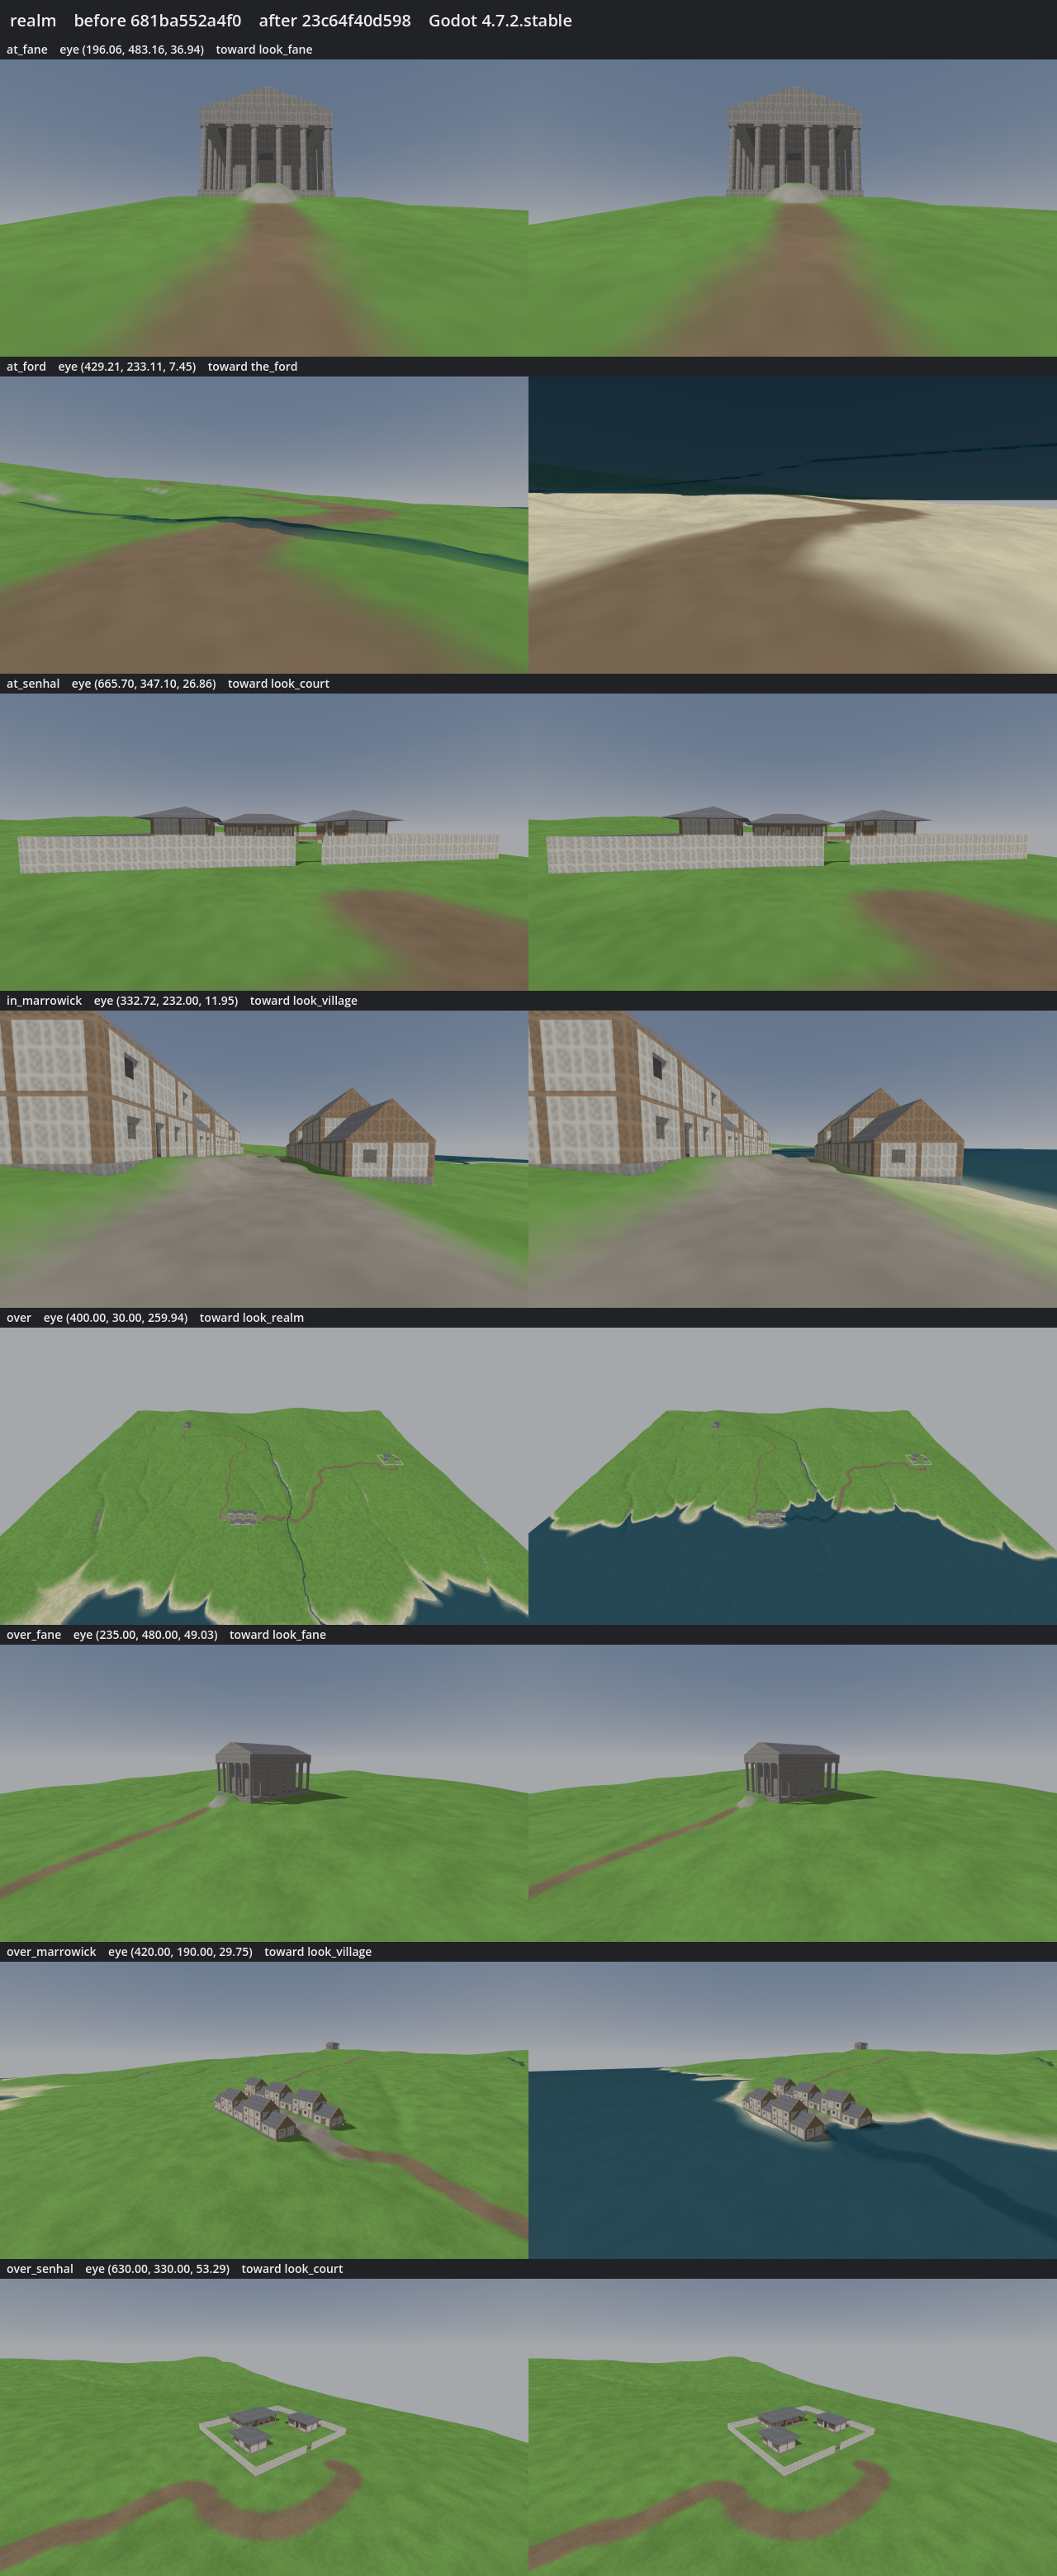 realm before 681ba552a4f0 after 23c64f40d598 Godot 4.7.2.stable
at_fane eye (196.06, 483.16, 36.94) toward look_fane
at_ford eye (429.21, 233.11, 7.45) toward the_ford
at_senhal eye (665.70, 347.10, 26.86) toward look_court
in_marrowick eye (332.72, 232.00, 11.95) toward look_village
over eye (400.00, 30.00, 259.94) toward look_realm
over_fane eye (235.00, 480.00, 49.03) toward look_fane
over_marrowick eye (420.00, 190.00, 29.75) toward look_village
over_senhal eye (630.00, 330.00, 53.29) toward look_court